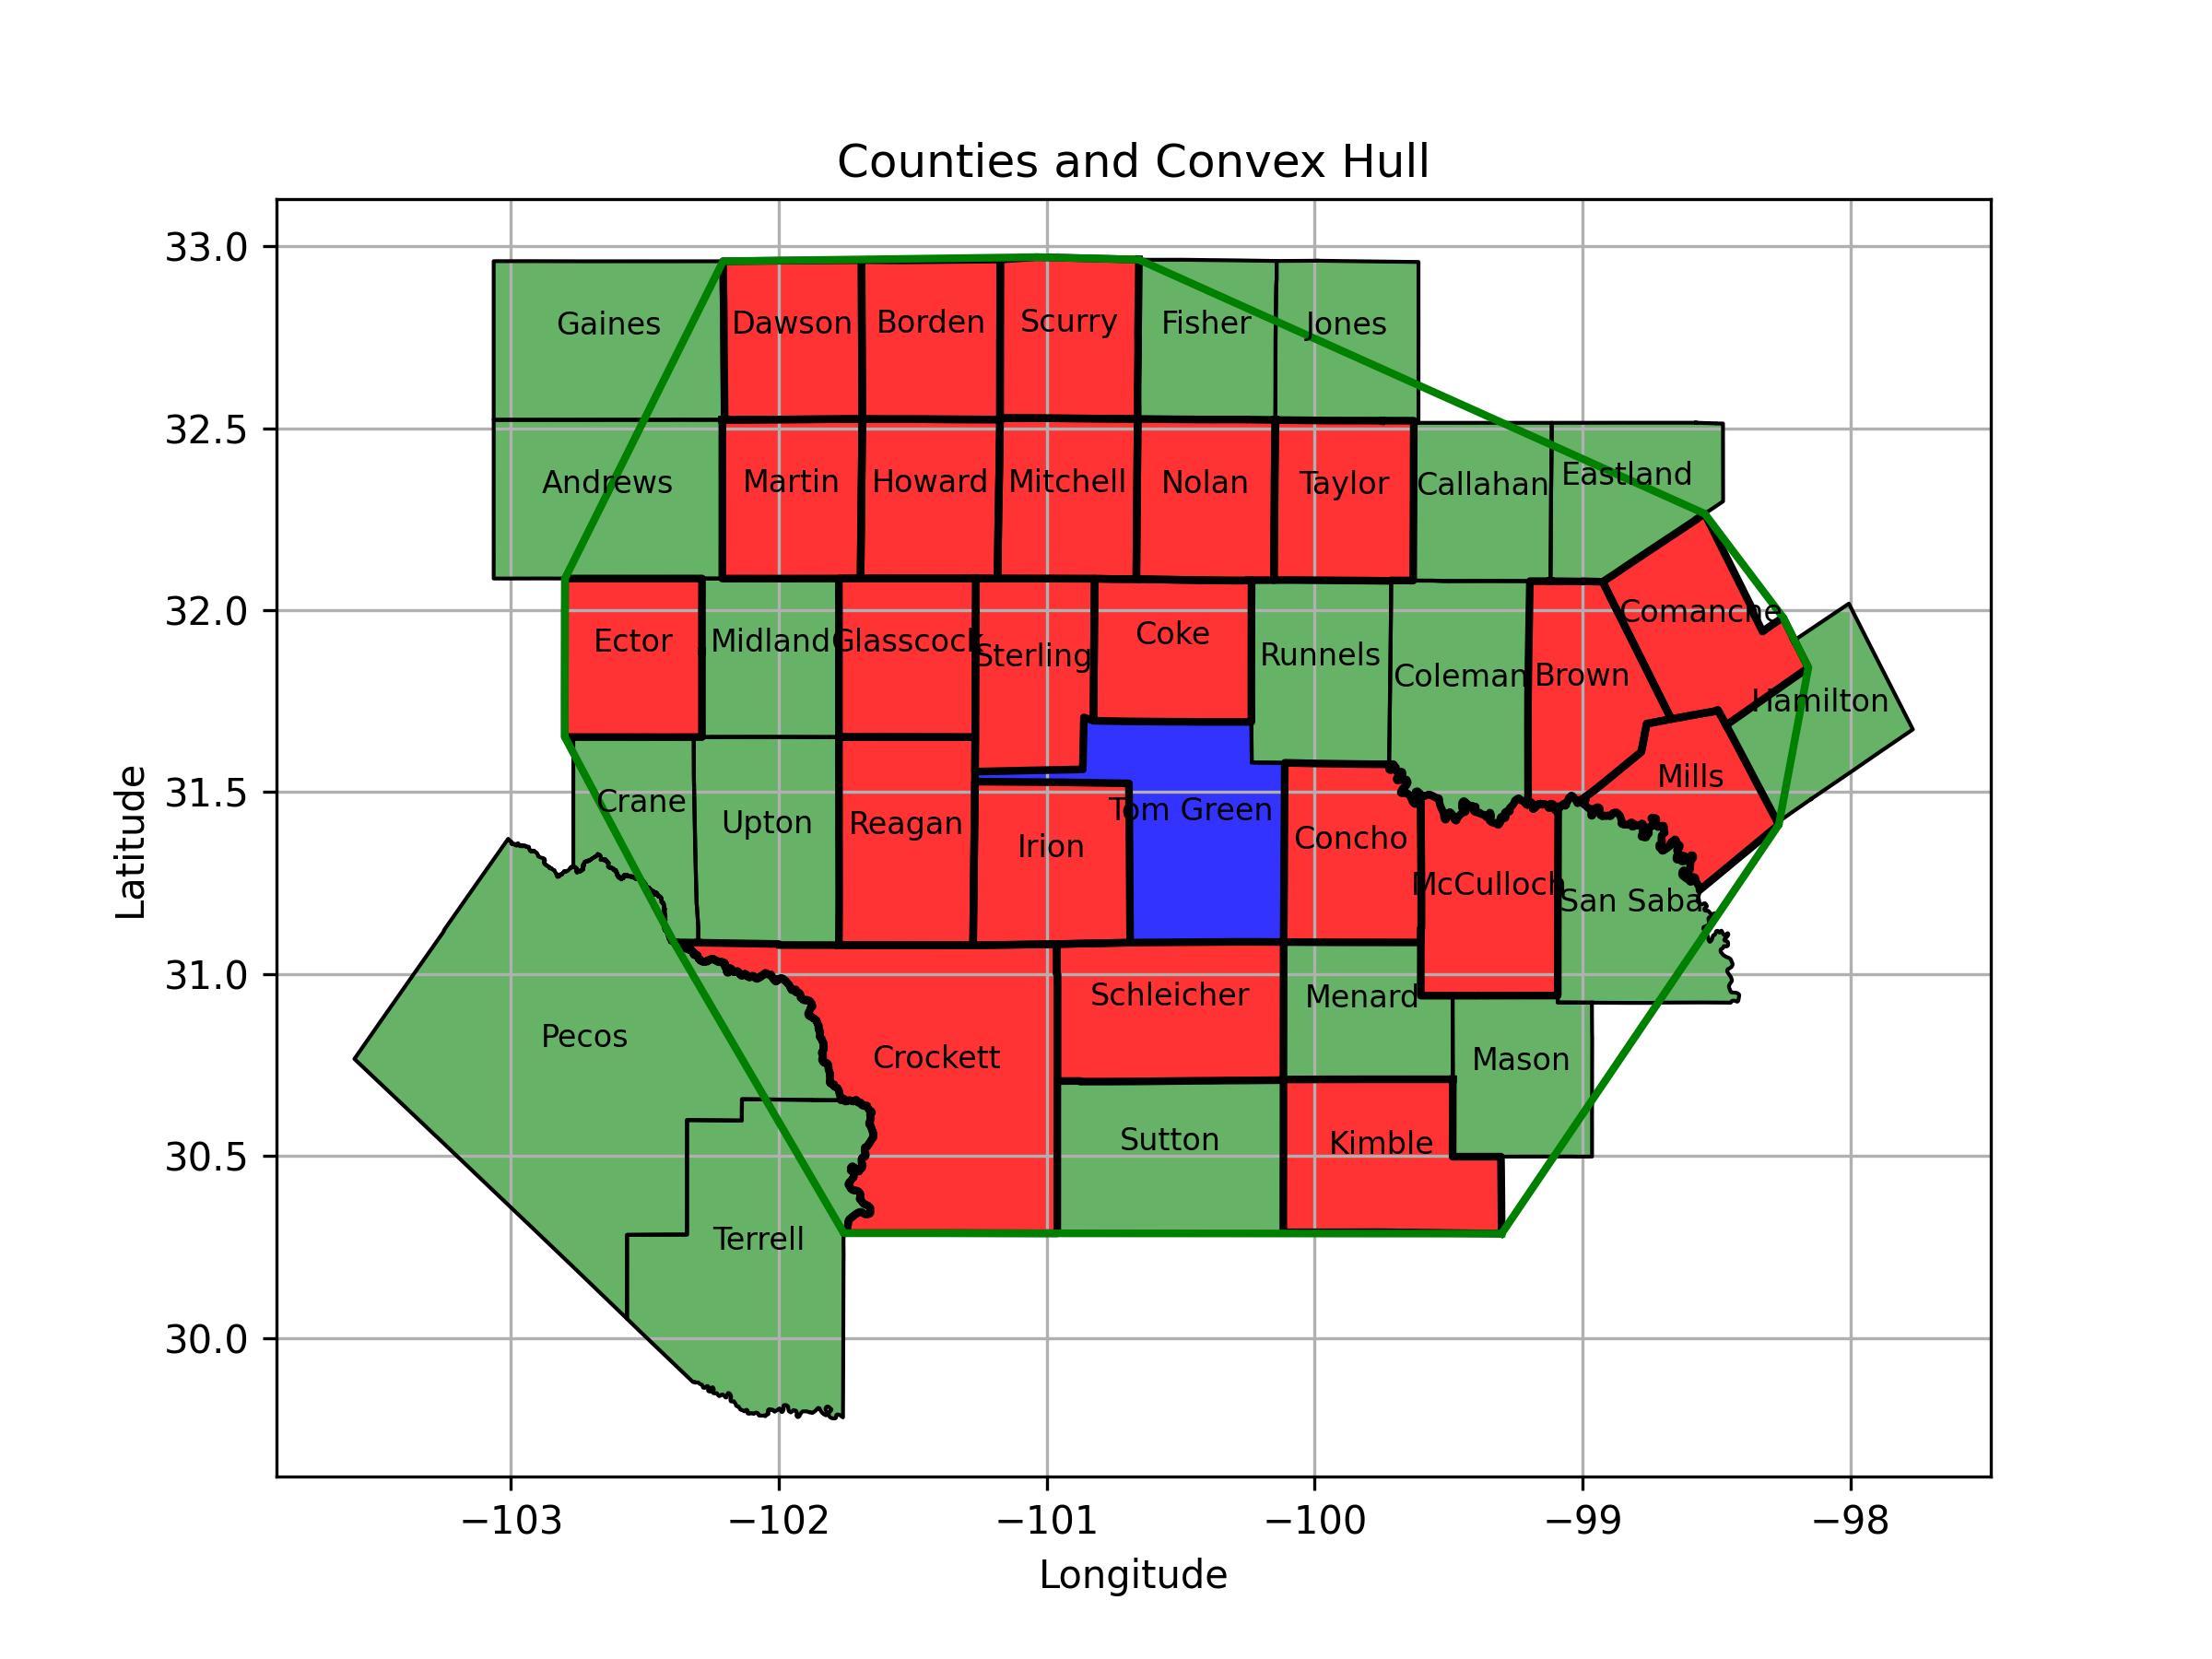 Counties and Convex Hull
33.0
32.5
32.0
31.5
31.0
30.5
30.0
Latitude
Gaines
Dawson
Borden
Scurry
Fisher
Jones
Andrews
Martin
Howard
Mitchell
Nolan
Taylor
Callahan
Eastland
Ector
Midland
Glasscock
Sterling
Coke
Runnels
Coleman
Brown
Comanche
Hamilton
Crane
Upton
Reagan
Irion
Tom Green
Concho
McCulloch
San Saba
Mills
Pecos
Crockett
Schleicher
Menard
Mason
Terrell
Sutton
Kimble
−103
−102
−101
−100
−99
−98
Longitude